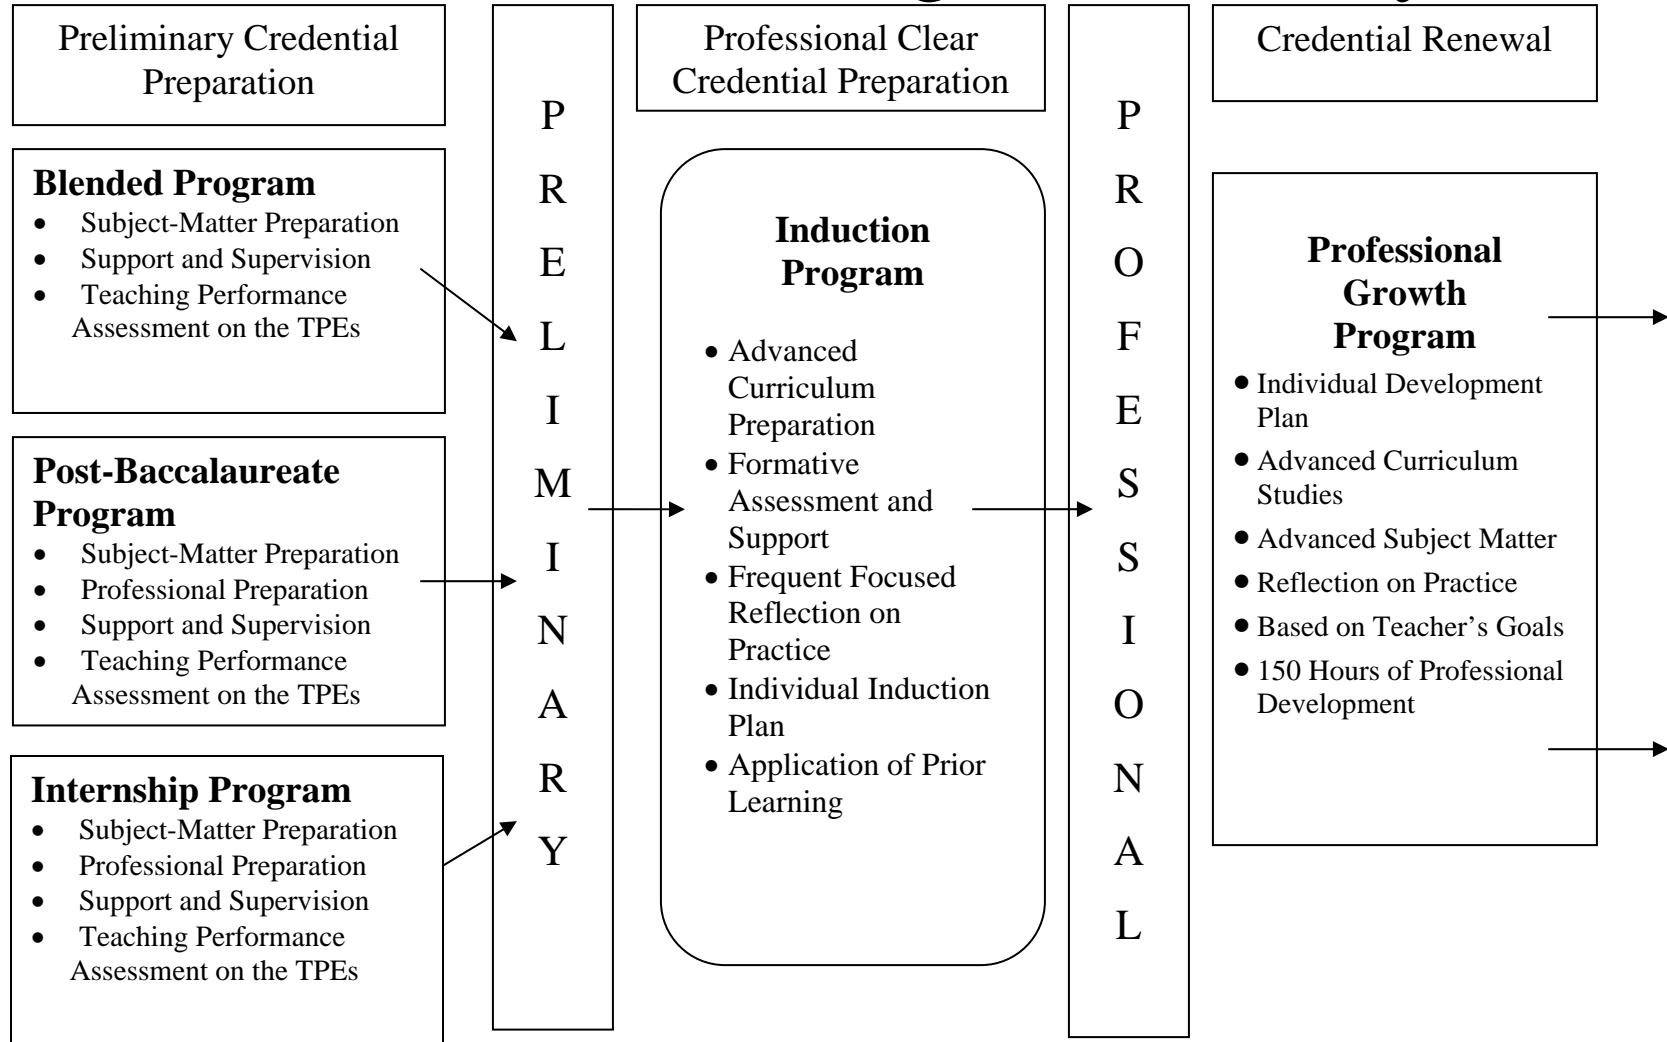 Preliminary Credential
Preparation
Blended Program
• Subject-Matter Preparation
• Support and Supervision
• Teaching Performance
Assessment on the TPEs
Post-Baccalaureate
Program
• Subject-Matter Preparation
• Professional Preparation
• Support and Supervision
• Teaching Performance
Assessment on the TPEs
Internship Program
• Subject-Matter Preparation
• Professional Preparation
• Support and Supervision
• Teaching Performance
Assessment on the TPEs
P
R
E
L
I
M
I
N
A
R
Y
Professional Clear
Credential Preparation
Induction
Program
• Advanced
Curriculum
Preparation
• Formative
Assessment and
Support
• Frequent Focused
Reflection on
Practice
• Individual Induction
Plan
• Application of Prior
Learning
P
R
O
F
E
S
S
I
O
N
A
L
Credential Renewal
Professional
Growth
Program
• Individual Development
Plan
• Advanced Curriculum
Studies
• Advanced Subject Matter
• Reflection on Practice
• Based on Teacher’s Goals
• 150 Hours of Professional
Development